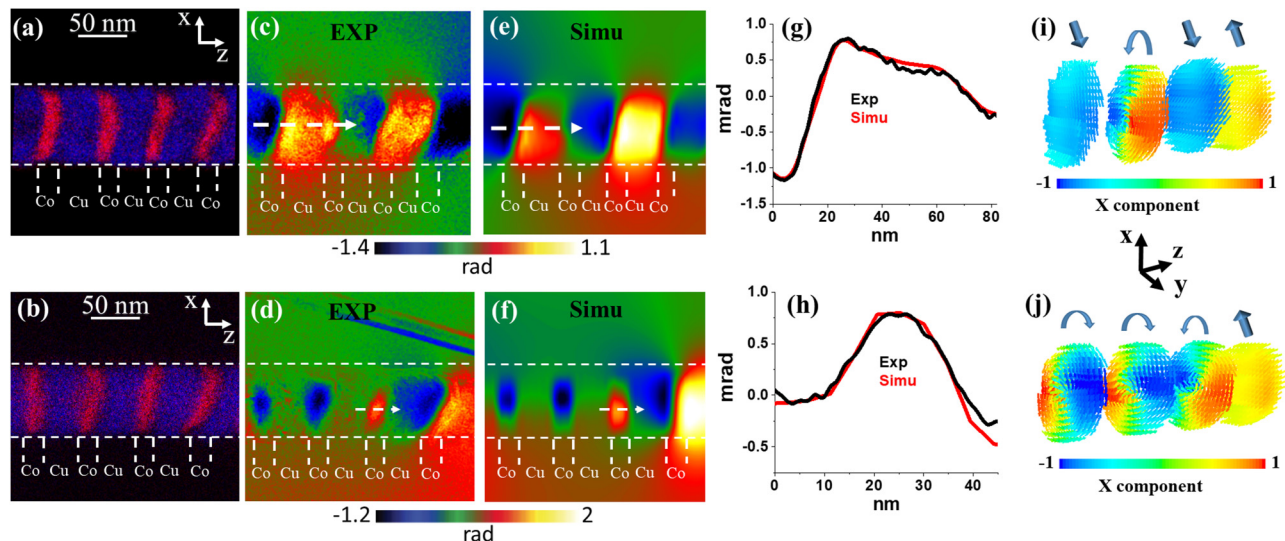 (a)
50 nm
X
Z
Co
Cu
Co
Cu
Co
Cu
Co
(c)
EXP
Co
Cu
Co
Cu
Co
Cu
Co
(e)
Simu
Co
Cu
Co
Cu
Co
Cu
Co
-1.4
1.1
rad
(g)
mrad
1.0
0.5
0.0
-0.5
-1.0
-1.5
Exp
Simu
0
20
40
60
80
nm
(i)
-1
1
X component
x
z
y
(b)
50 nm
X
Z
Co
Cu
Co
Cu
Co
Cu
Co
(d)
EXP
Co
Cu
Co
Cu
Co
Cu
Co
(f)
Simu
Co
Cu
Co
Cu
Co
Cu
Co
-1.2
2
rad
(h)
mrad
1.0
0.5
0.0
-0.5
Exp
Simu
0
10
20
30
40
nm
(j)
-1
1
X component